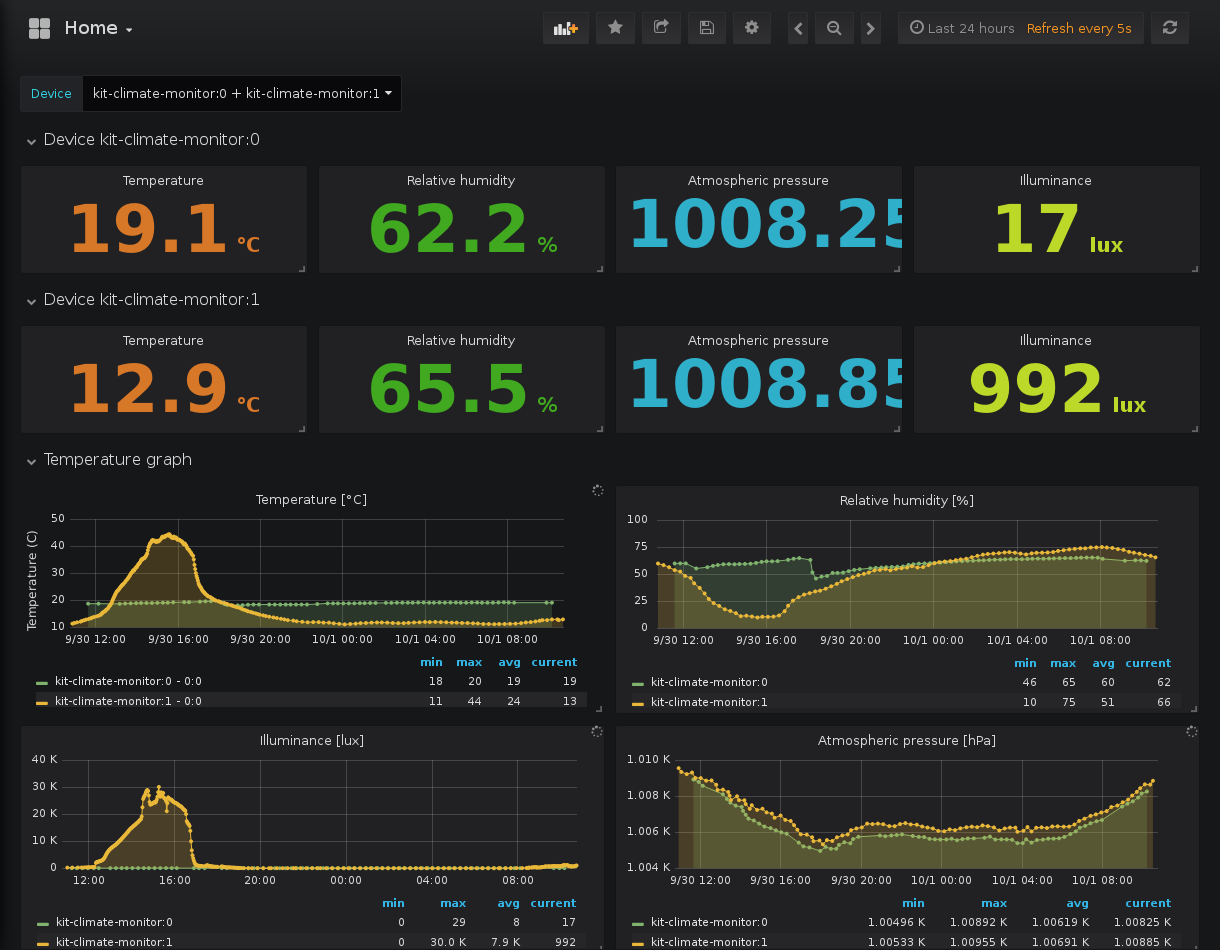 Home
Last 24 hours Refresh every 5s
Device kit-climate-monitor:0 + kit-climate-monitor:1
Device kit-climate-monitor:0
Temperature Relative humidity Atmospheric pressure Illuminance
19.1 °C 62.2 % 1008.25 17 lux
Device kit-climate-monitor:1
Temperature Relative humidity Atmospheric pressure Illuminance
12.9 °C 65.5 % 1008.85 992 lux
Temperature graph
Temperature [°C]
Temperature (C)
50
40
30
20
10
9/30 12:00 9/30 16:00 9/30 20:00 10/1 00:00 10/1 04:00 10/1 08:00
min max avg current
kit-climate-monitor:0 - 0:0 18 20 19 19
kit-climate-monitor:1 - 0:0 11 44 24 13
Relative humidity [%]
100
75
50
25
0
9/30 12:00 9/30 16:00 9/30 20:00 10/1 00:00 10/1 04:00 10/1 08:00
min max avg current
kit-climate-monitor:0 46 65 60 62
kit-climate-monitor:1 10 75 51 66
Illuminance [lux]
40 K
30 K
20 K
10 K
0
12:00 16:00 20:00 00:00 04:00 08:00
min max avg current
kit-climate-monitor:0 0 29 8 17
kit-climate-monitor:1 0 30.0 K 7.9 K 992
Atmospheric pressure [hPa]
1.010 K
1.008 K
1.006 K
1.004 K
9/30 12:00 9/30 16:00 9/30 20:00 10/1 00:00 10/1 04:00 10/1 08:00
min max avg current
kit-climate-monitor:0 1.00496 K 1.00892 K 1.00619 K 1.00825 K
kit-climate-monitor:1 1.00533 K 1.00955 K 1.00691 K 1.00885 K